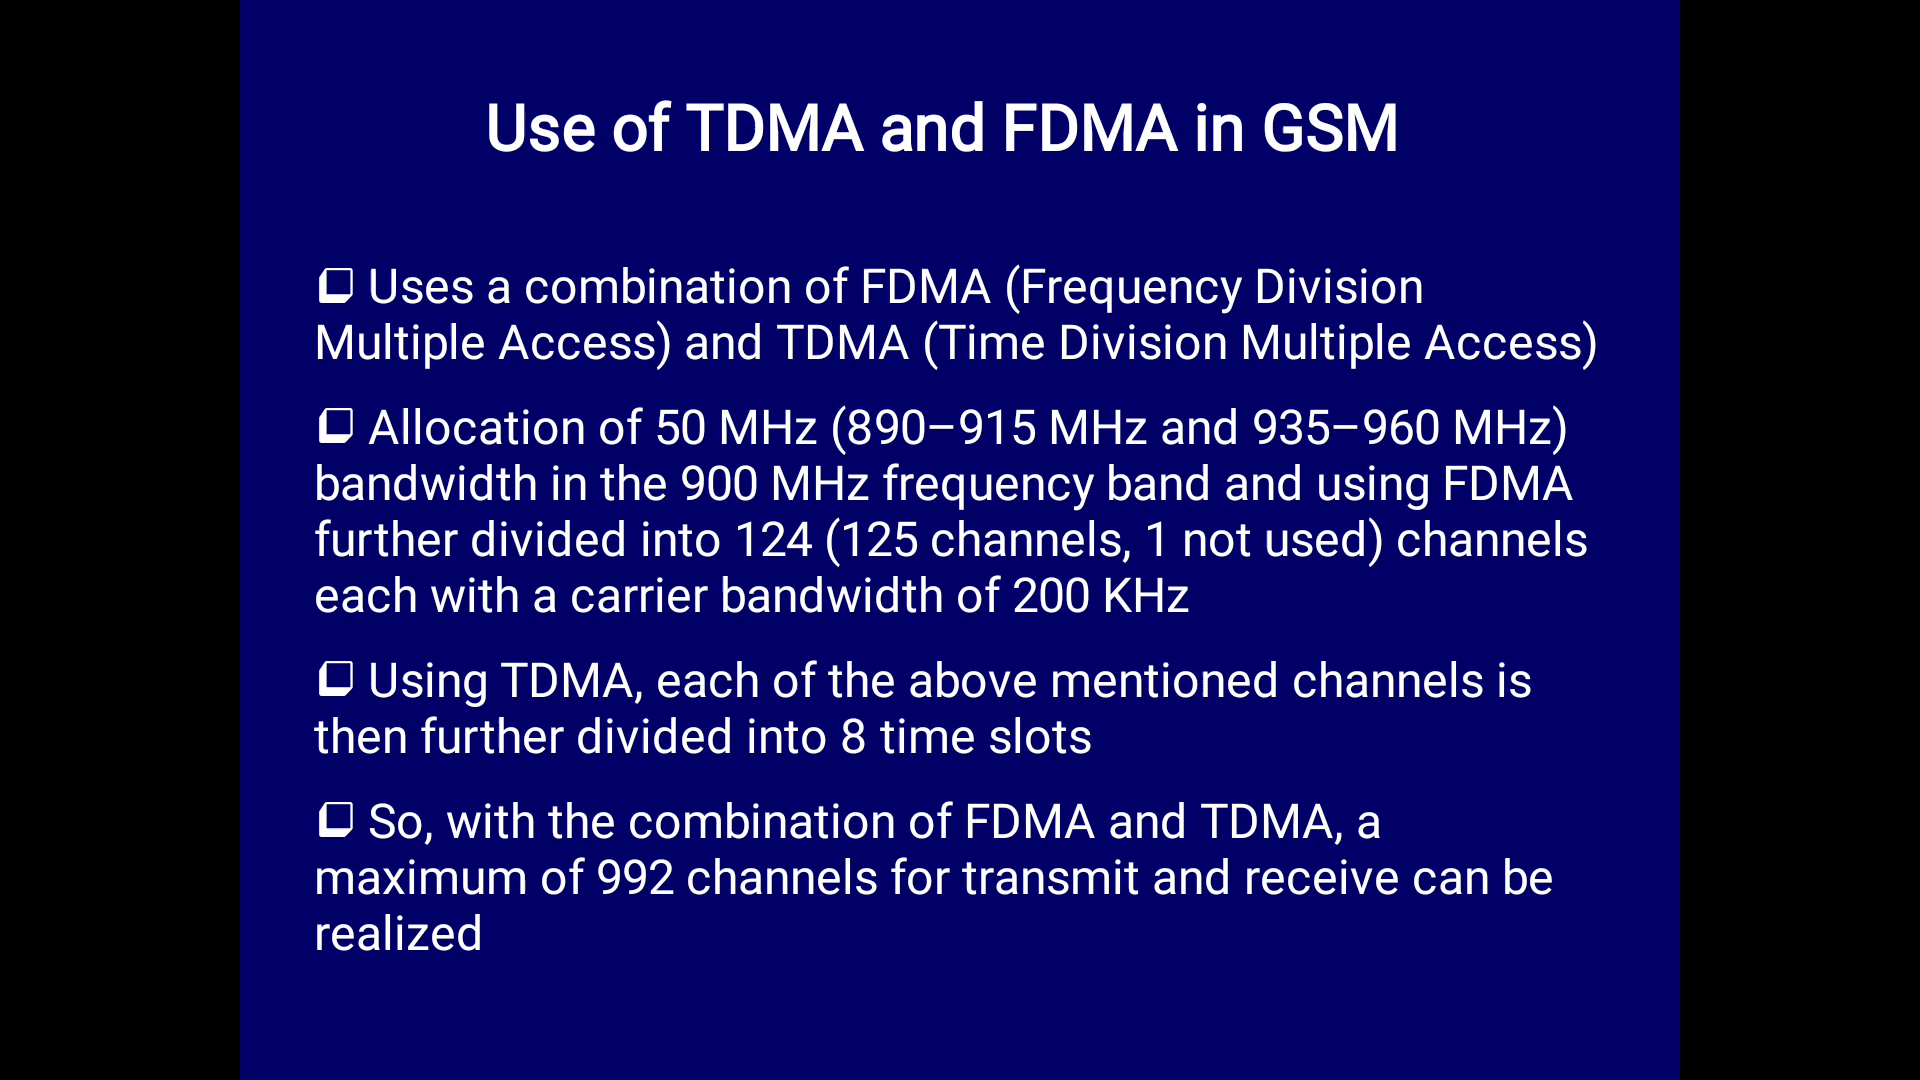 Use of TDMA and FDMA in GSM
❏ Uses a combination of FDMA (Frequency Division
Multiple Access) and TDMA (Time Division Multiple Access)
❏ Allocation of 50 MHz (890–915 MHz and 935–960 MHz)
bandwidth in the 900 MHz frequency band and using FDMA
further divided into 124 (125 channels, 1 not used) channels
each with a carrier bandwidth of 200 KHz
❏ Using TDMA, each of the above mentioned channels is
then further divided into 8 time slots
❏ So, with the combination of FDMA and TDMA, a
maximum of 992 channels for transmit and receive can be
realized